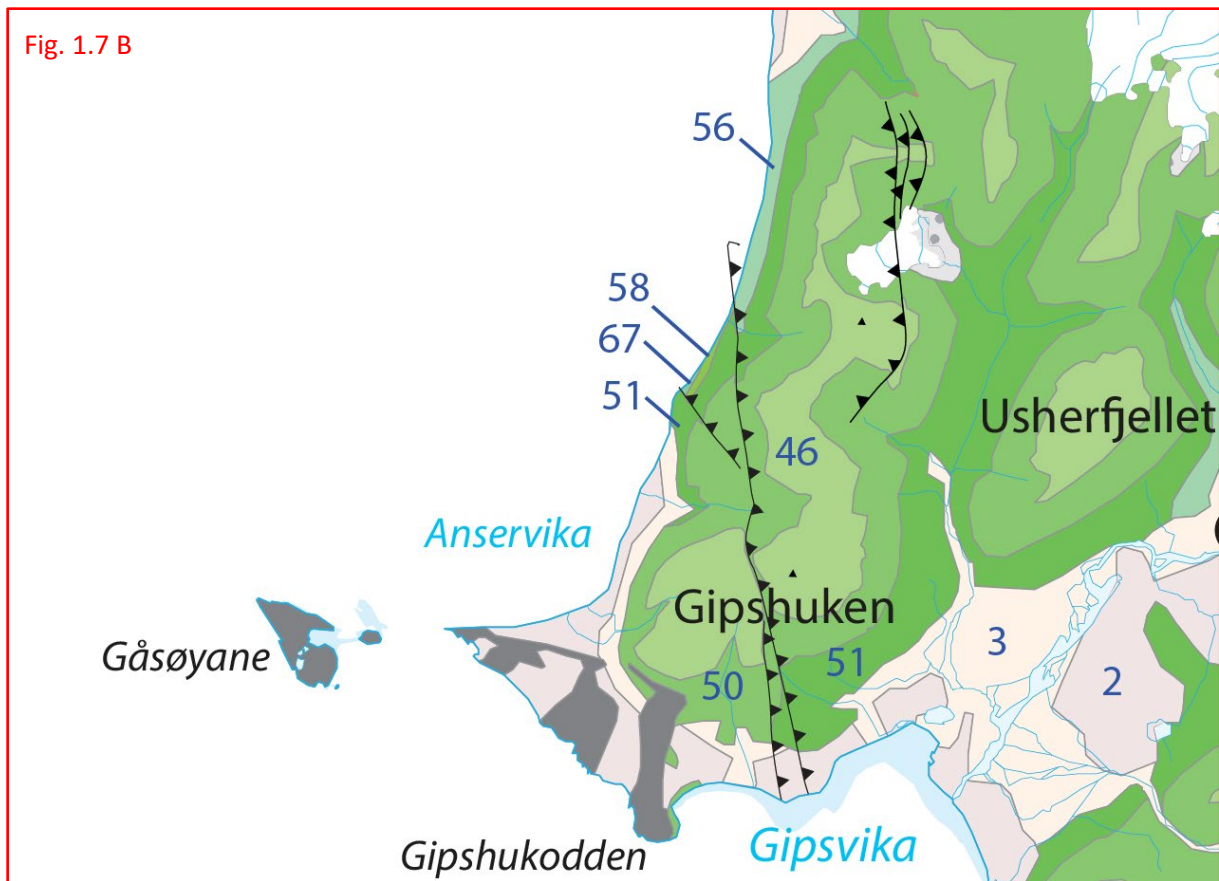 Fig. 1.7 B
56
58
67
51
46
Usherfjellet
Anservika
Gipshuken
Gåsøyane
50
51
3
2
Gipshukodden
Gipsvika